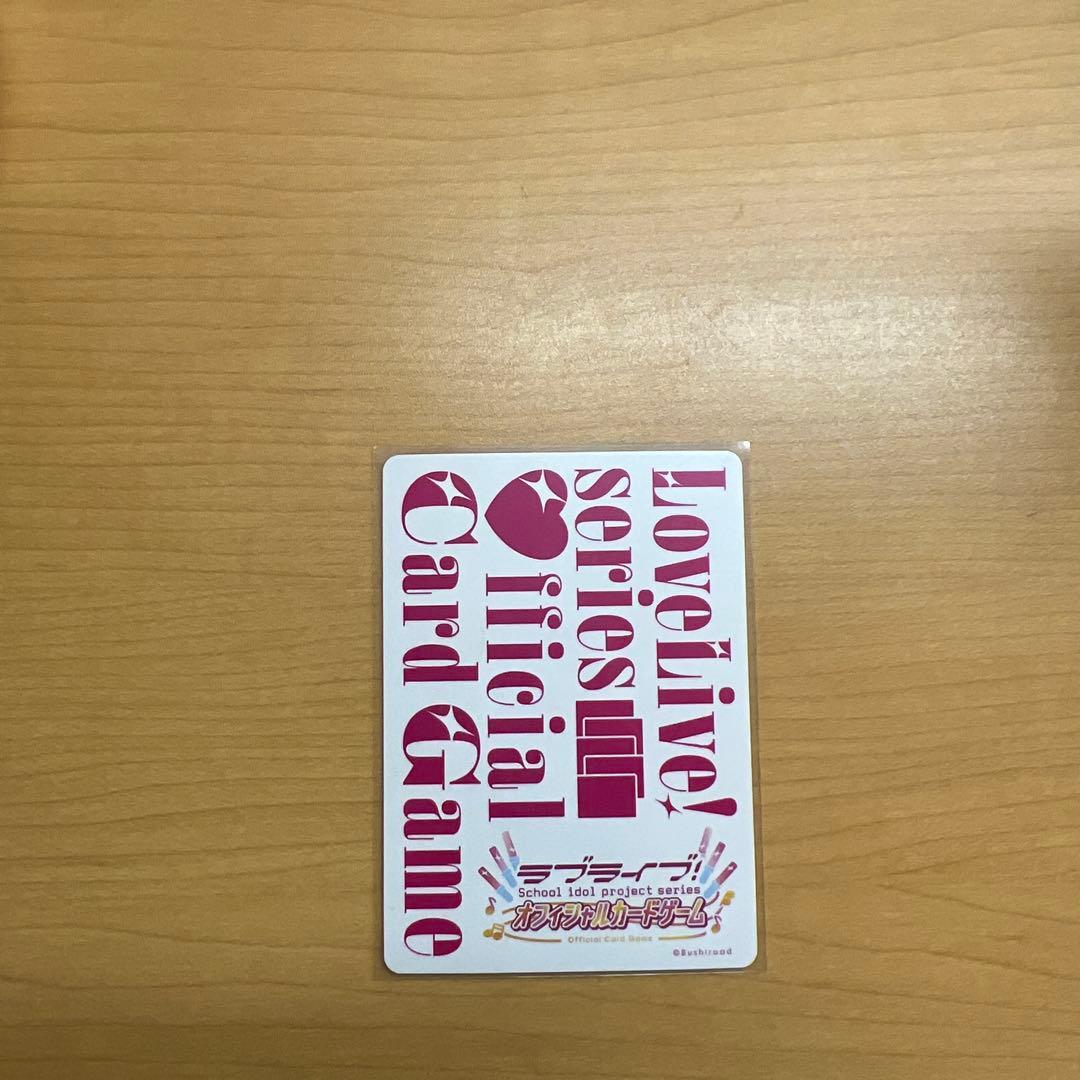 LoveLive!
series
Official
Card Game
ラブライブ!
School idol project series
オフィシャルカードゲーム
Official Card Game
©Bushiroad